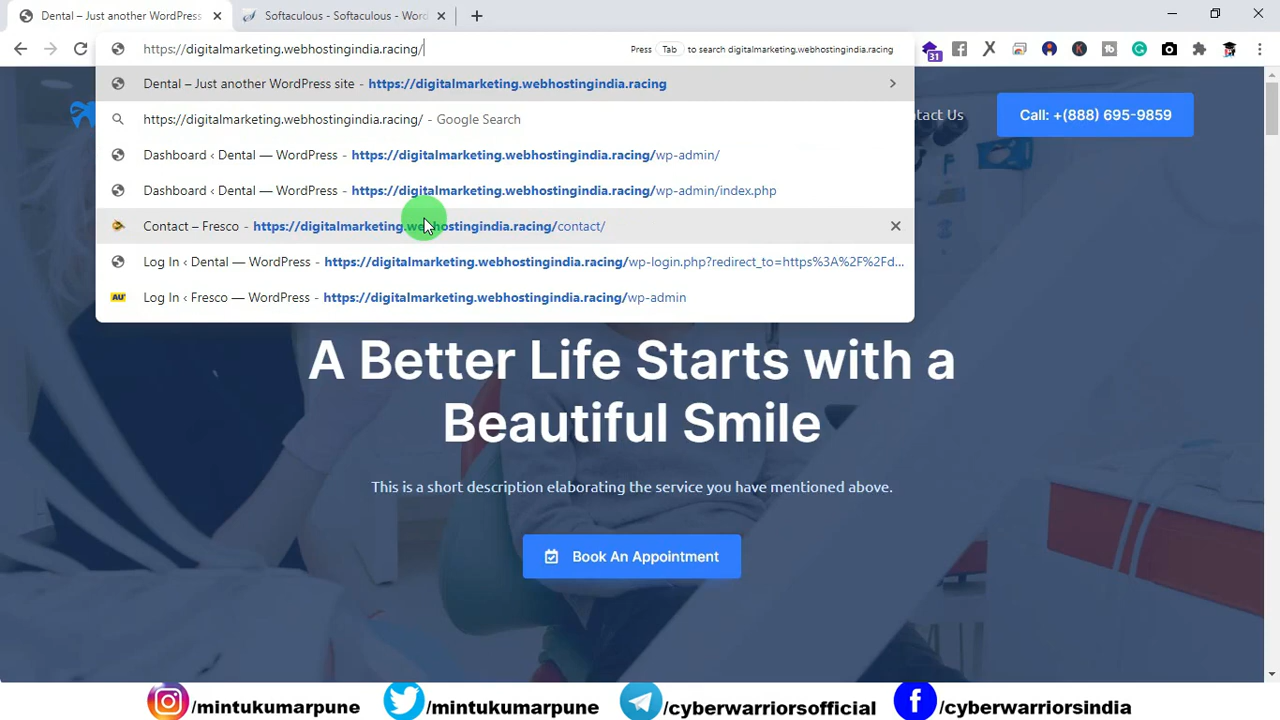 Dental – Just another WordPress
Softaculous - Softaculous - Word
https://digitalmarketing.webhostingindia.racing/
Press Tab to search digitalmarketing.webhostingindia.racing
31
Dental – Just another WordPress site - https://digitalmarketing.webhostingindia.racing
https://digitalmarketing.webhostingindia.racing/ - Google Search
tact Us
Call: +(888) 695-9859
Dashboard ‹ Dental — WordPress - https://digitalmarketing.webhostingindia.racing/wp-admin/
Dashboard ‹ Dental — WordPress - https://digitalmarketing.webhostingindia.racing/wp-admin/index.php
Contact – Fresco - https://digitalmarketing.webhostingindia.racing/contact/
Log In ‹ Dental — WordPress - https://digitalmarketing.webhostingindia.racing/wp-login.php?redirect_to=https%3A%2F%2Fd...
AU Log In ‹ Fresco — WordPress - https://digitalmarketing.webhostingindia.racing/wp-admin
A Better Life Starts with a
Beautiful Smile
This is a short description elaborating the service you have mentioned above.
Book An Appointment
/mintukumarpune
/mintukumarpune
/cyberwarriorsofficial
/cyberwarriorsindia